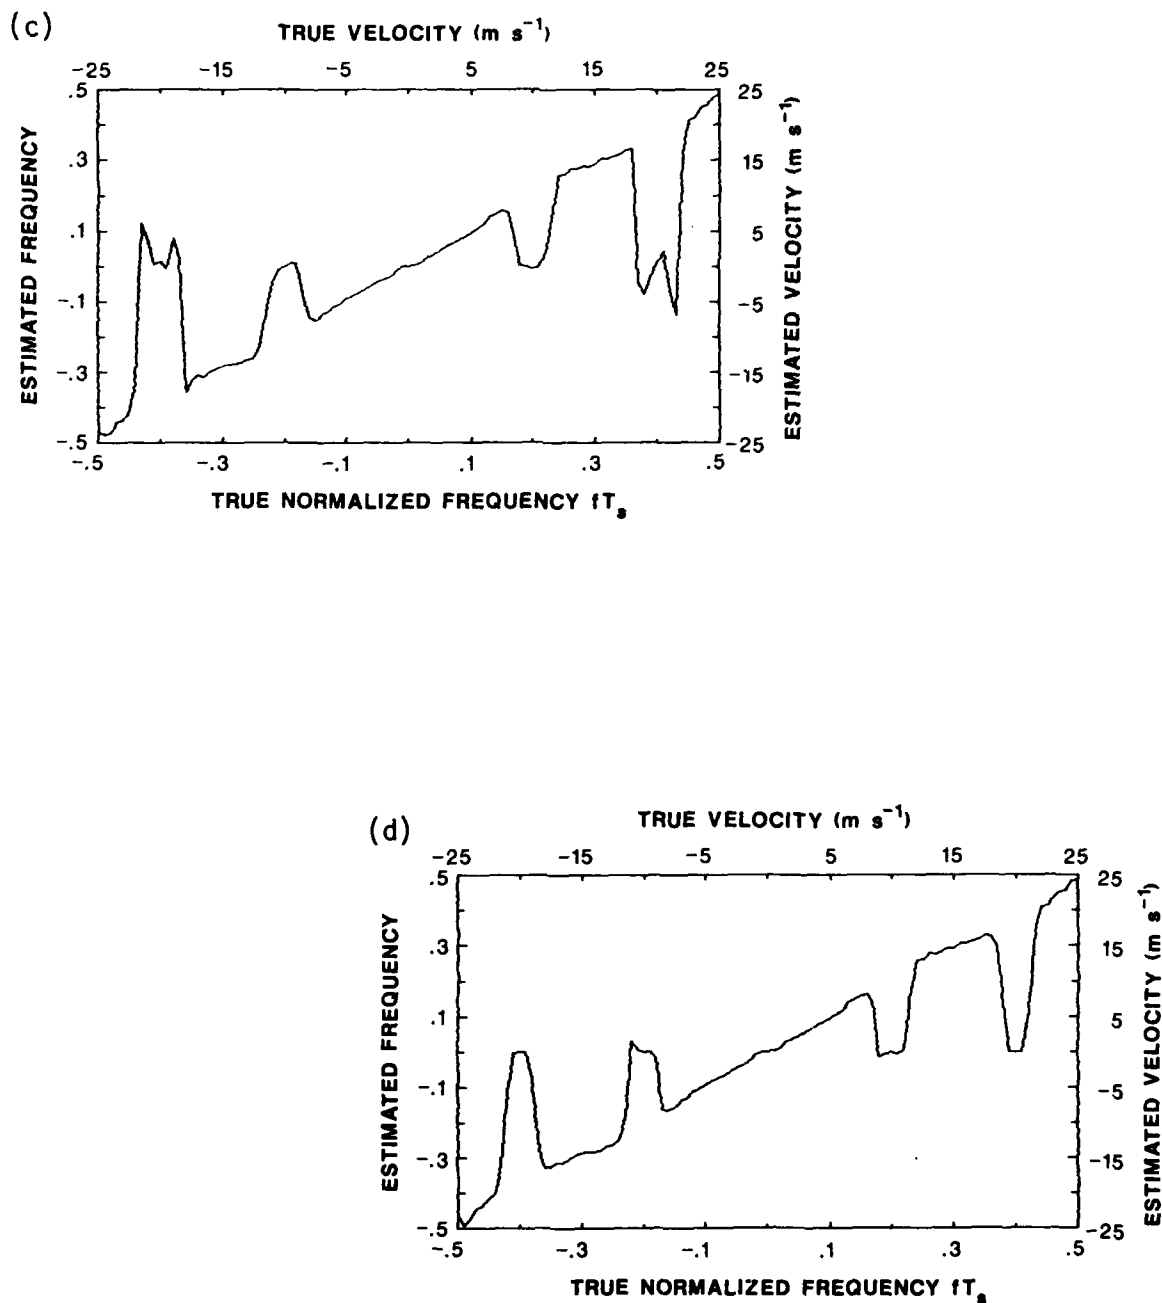 (c)
TRUE VELOCITY (m s⁻¹)
-25 -15 -5 5 15 25
.5 .3 .1 -.1 -.3 -.5
ESTIMATED FREQUENCY
25 15 5 -5 -15 -25
ESTIMATED VELOCITY (m s⁻¹)
-.5 -.3 -.1 .1 .3 .5
TRUE NORMALIZED FREQUENCY fTₛ
(d)
TRUE VELOCITY (m s⁻¹)
-25 -15 -5 5 15 25
.5 .3 .1 -.1 -.3 -.5
ESTIMATED FREQUENCY
25 15 5 -5 -15 -25
ESTIMATED VELOCITY (m s⁻¹)
-.5 -.3 -.1 .1 .3 .5
TRUE NORMALIZED FREQUENCY fTₛ